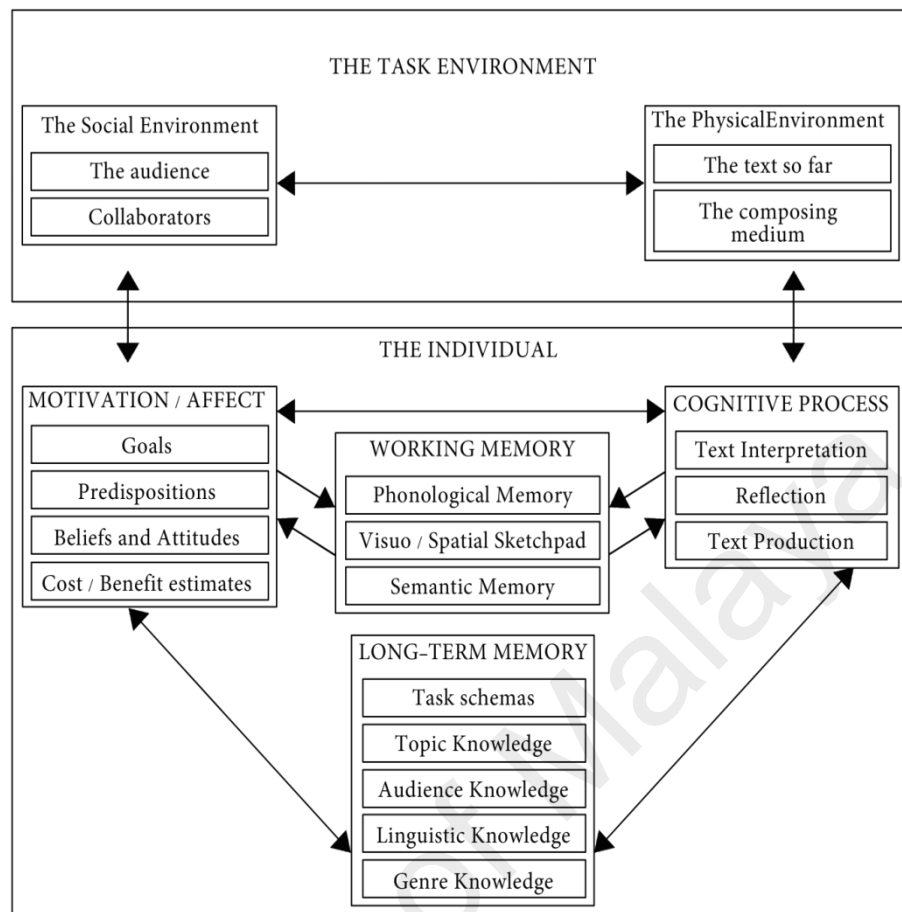 THE TASK ENVIRONMENT
The Social Environment
The audience
Collaborators
The PhysicalEnvironment
The text so far
The composing
medium
THE INDIVIDUAL
MOTIVATION / AFFECT
Goals
Predispositions
Beliefs and Attitudes
Cost / Benefit estimates
WORKING MEMORY
Phonological Memory
Visuo / Spatial Sketchpad
Semantic Memory
COGNITIVE PROCESS
Text Interpretation
Reflection
Text Production
LONG-TERM MEMORY
Task schemas
Topic Knowledge
Audience Knowledge
Linguistic Knowledge
Genre Knowledge
of Malaya